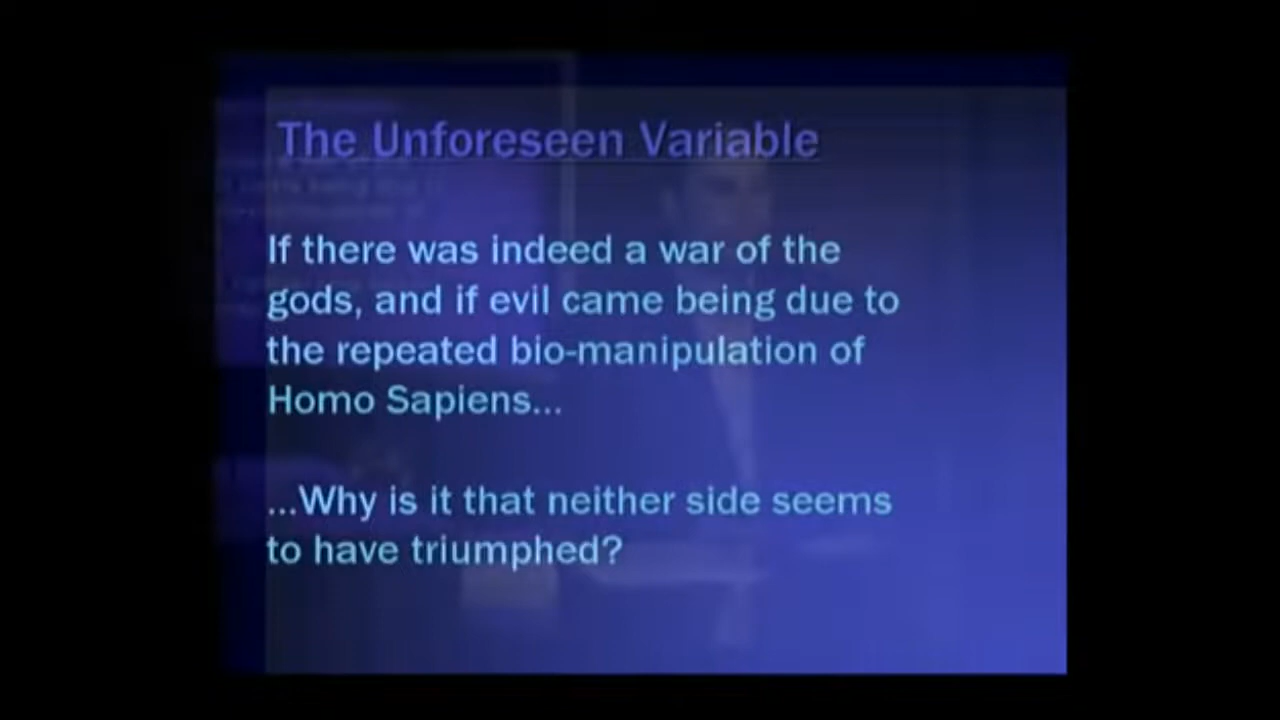 The Unforeseen Variable
If there was indeed a war of the
gods, and if evil came being due to
the repeated bio-manipulation of
Homo Sapiens...
...Why is it that neither side seems
to have triumphed?